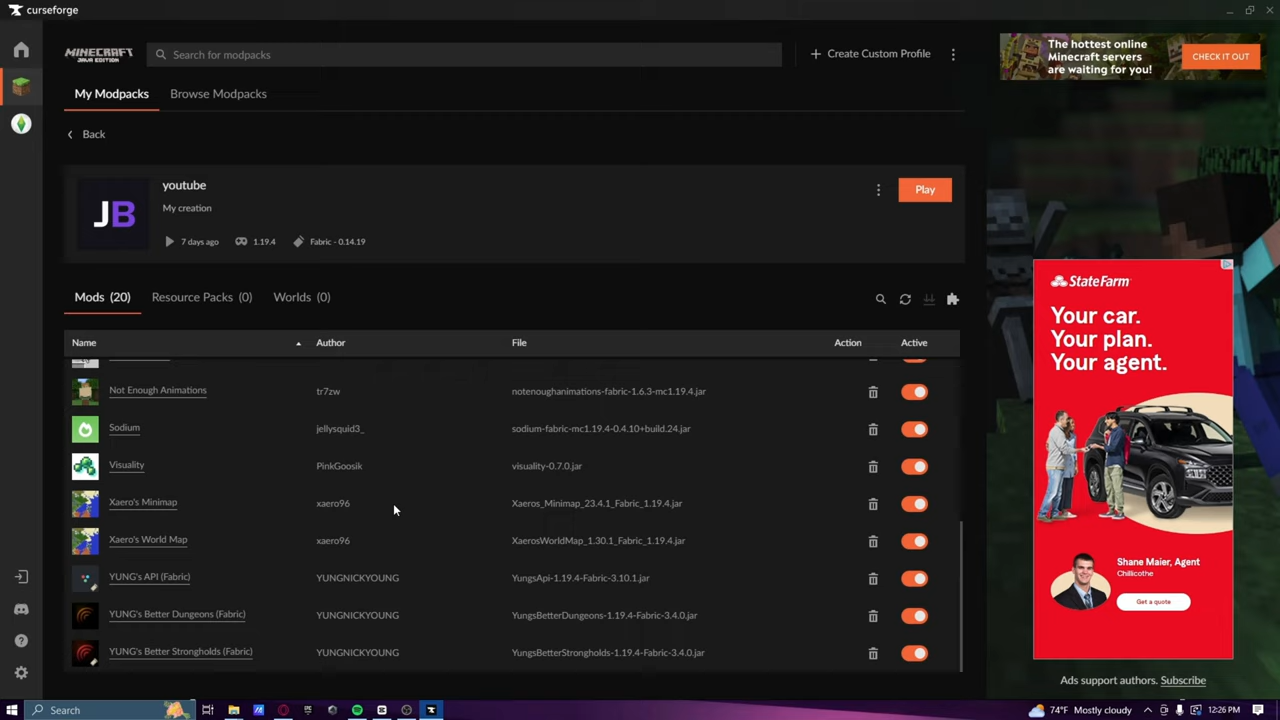 curseforge
MINECRAFT
JAVA EDITION
Search for modpacks
Create Custom Profile
The hottest online
Minecraft servers
are waiting for you!
CHECK IT OUT
My Modpacks
Browse Modpacks
Back
youtube
My creation
JB
Play
7 days ago
1.19.4
Fabric - 0.14.19
Mods (20)
Resource Packs (0)
Worlds (0)
Name
Author
File
Action
Active
Not Enough Animations tr7zw notenoughanimations-fabric-1.6.3-mc1.19.4.jar
Sodium jellysquid3_ sodium-fabric-mc1.19.4-0.4.10+build.24.jar
Visuality PinkGoosik visuality-0.7.0.jar
Xaero's Minimap xaero96 Xaeros_Minimap_23.4.1_Fabric_1.19.4.jar
Xaero's World Map xaero96 XaerosWorldMap_1.30.1_Fabric_1.19.4.jar
YUNG's API (Fabric) YUNGNICKYOUNG YungsApi-1.19.4-Fabric-3.10.1.jar
YUNG's Better Dungeons (Fabric) YUNGNICKYOUNG YungsBetterDungeons-1.19.4-Fabric-3.4.0.jar
YUNG's Better Strongholds (Fabric) YUNGNICKYOUNG YungsBetterStrongholds-1.19.4-Fabric-3.4.0.jar
StateFarm
Your car.
Your plan.
Your agent.
Shane Maier, Agent
Chillicothe
Get a quote
Ads support authors. Subscribe
Search
74°F Mostly cloudy
12:26 PM